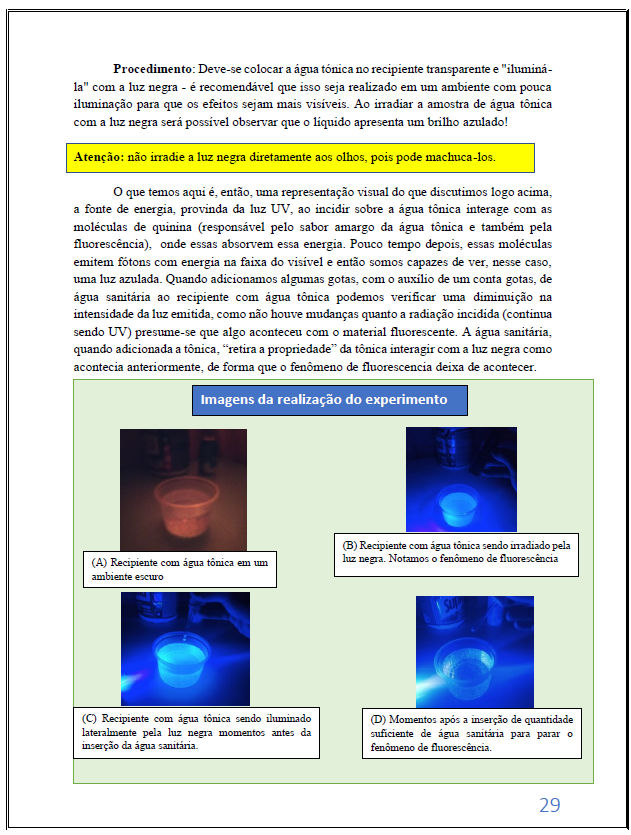 Procedimento: Deve-se colocar a água tónica no recipiente transparente e "iluminá-
la" com a luz negra - é recomendável que isso seja realizado em um ambiente com pouca
iluminação para que os efeitos sejam mais visíveis. Ao irradiar a amostra de água tônica
com a luz negra será possível observar que o líquido apresenta um brilho azulado!
Atenção: não irradie a luz negra diretamente aos olhos, pois pode machuca-los.
O que temos aqui é, então, uma representação visual do que discutimos logo acima,
a fonte de energia, provinda da luz UV, ao incidir sobre a água tônica interage com as
moléculas de quinina (responsável pelo sabor amargo da água tônica e também pela
fluorescência), onde essas absorvem essa energia. Pouco tempo depois, essas moléculas
emitem fótons com energia na faixa do visível e então somos capazes de ver, nesse caso,
uma luz azulada. Quando adicionamos algumas gotas, com o auxílio de um conta gotas, de
água sanitária ao recipiente com água tônica podemos verificar uma diminuição na
intensidade da luz emitida, como não houve mudanças quanto a radiação incidida (continua
sendo UV) presume-se que algo aconteceu com o material fluorescente. A água sanitária,
quando adicionada a tônica, “retira a propriedade” da tônica interagir com a luz negra como
acontecia anteriormente, de forma que o fenômeno de fluorescencia deixa de acontecer.
Imagens da realização do experimento
(A) Recipiente com água tônica em um
ambiente escuro
(B) Recipiente com água tônica sendo irradiado pela
luz negra. Notamos o fenômeno de fluorescência
(C) Recipiente com água tônica sendo iluminado
lateralmente pela luz negra momentos antes da
inserção da água sanitária.
(D) Momentos após a inserção de quantidade
suficiente de água sanitária para parar o
fenômeno de fluorescência.
29